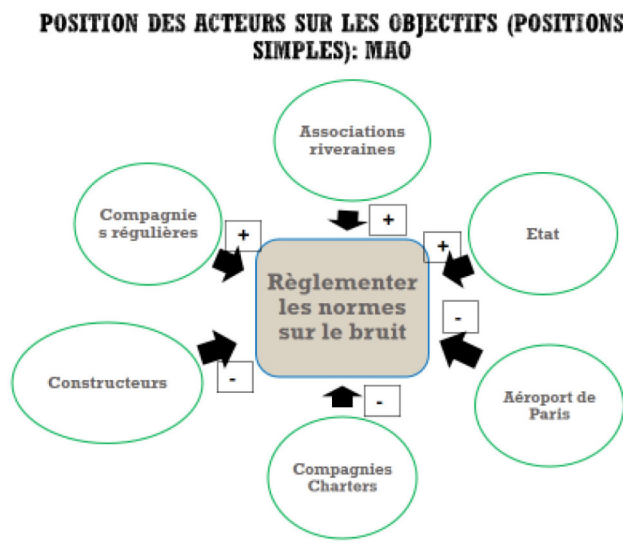 POSITION DES ACTEURS SUR LES OBJECTIFS (POSITIONS
SIMPLES): MAO
Associations
riveraines
+
Compagnie
s régulières
+
Etat
+
Règlementer
les normes
sur le bruit
-
Constructeurs
-
Aéroport de
Paris
-
Compagnies
Charters